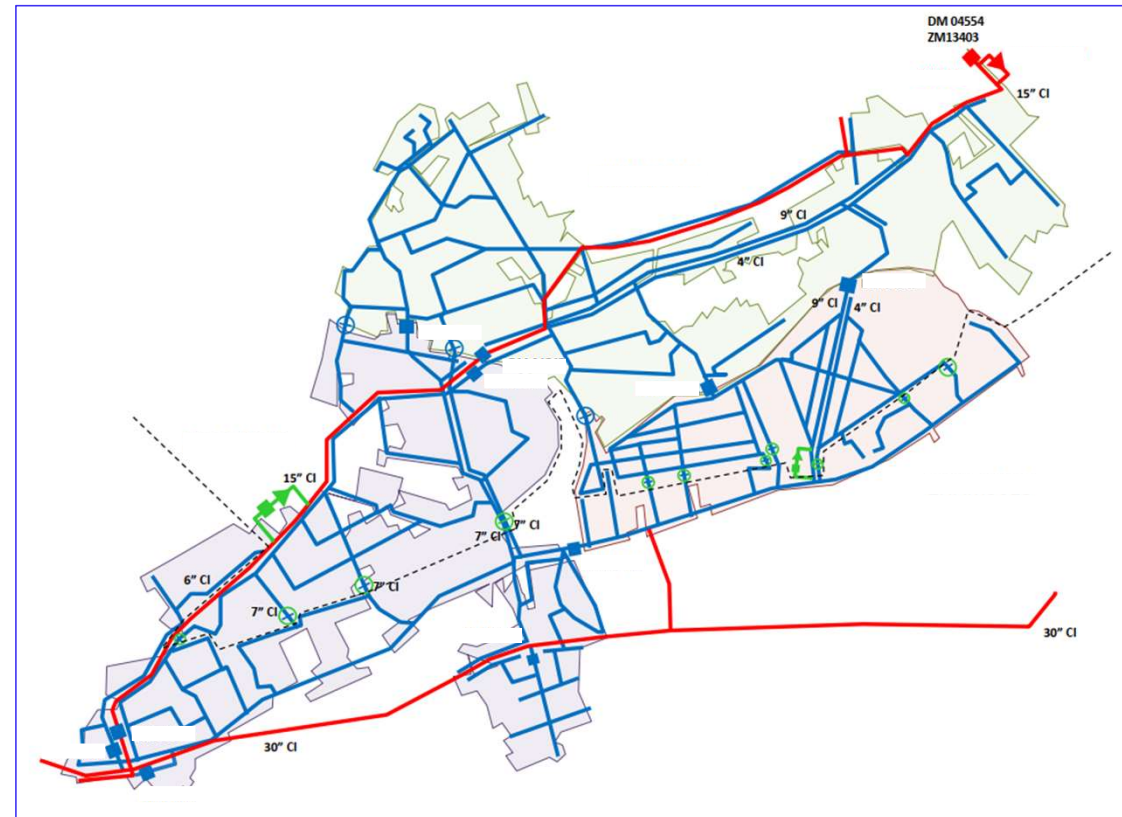 DM 04554
ZM13403
15” CI
9” CI
4” CI
9” CI
4” CI
15” CI
7” CI
7” CI
6” CI
7” CI
7” CI
30” CI
30” CI